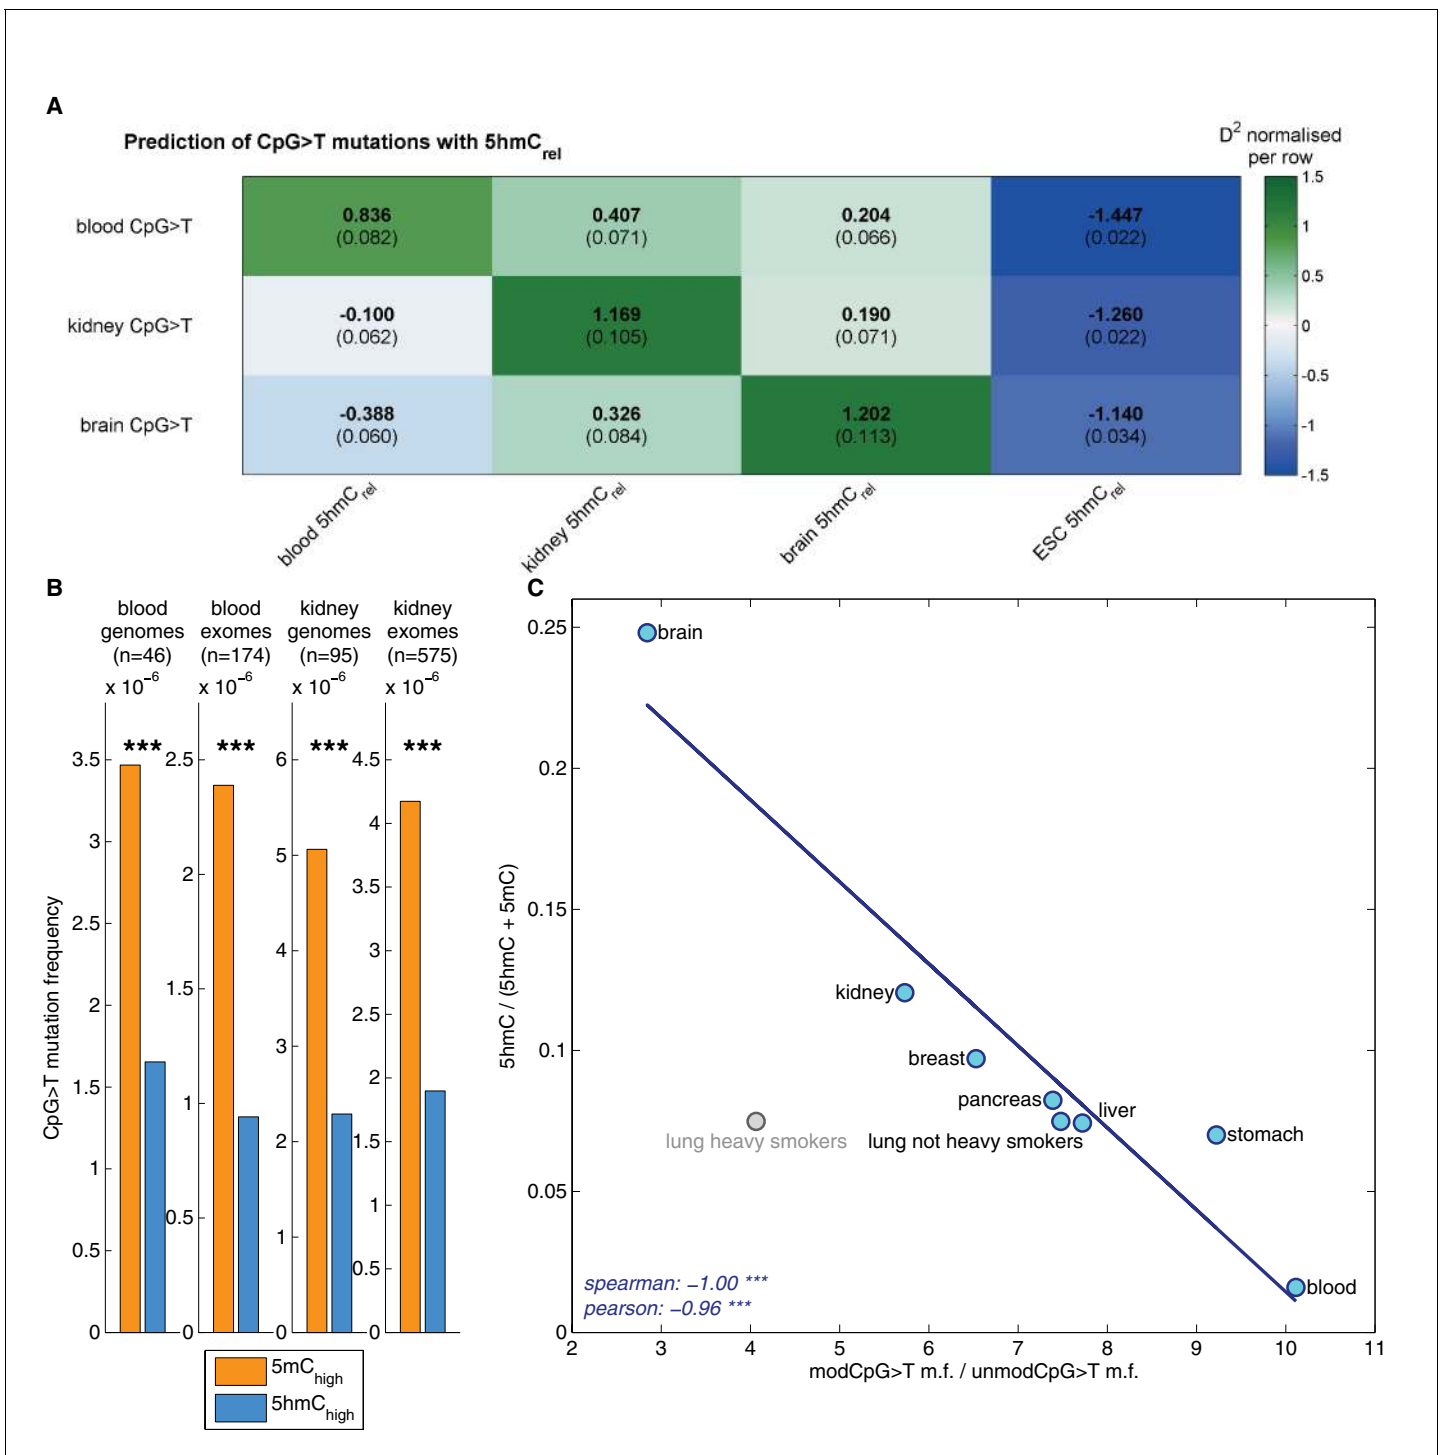 A
Prediction of CpG>T mutations with 5hmCrel
D2 normalised
per row
blood CpG>T
0.836
(0.082)
0.407
(0.071)
0.204
(0.066)
-1.447
(0.022)
kidney CpG>T
-0.100
(0.062)
1.169
(0.105)
0.190
(0.071)
-1.260
(0.022)
brain CpG>T
-0.388
(0.060)
0.326
(0.084)
1.202
(0.113)
-1.140
(0.034)
1.5
1
0.5
0
-0.5
-1
-1.5
blood 5hmCrel
kidney 5hmCrel
brain 5hmCrel
ESC 5hmCrel
B
blood
genomes
(n=46)
x 10−6
blood
exomes
(n=174)
x 10−6
kidney
genomes
(n=95)
x 10−6
kidney
exomes
(n=575)
x 10−6
CpG>T mutation frequency
***
3.5
3
2.5
2
1.5
1
0.5
0
***
2.5
2
1.5
1
0.5
0
***
6
5
4
3
2
1
0
***
4.5
4
3.5
3
2.5
2
1.5
1
0.5
0
5mChigh
5hmChigh
C
5hmC / (5hmC + 5mC)
0.25
0.2
0.15
0.1
0.05
0
brain
kidney
breast
pancreas
liver
lung heavy smokers
lung not heavy smokers
stomach
blood
spearman: −1.00 ***
pearson: −0.96 ***
2 3 4 5 6 7 8 9 10 11
modCpG>T m.f. / unmodCpG>T m.f.